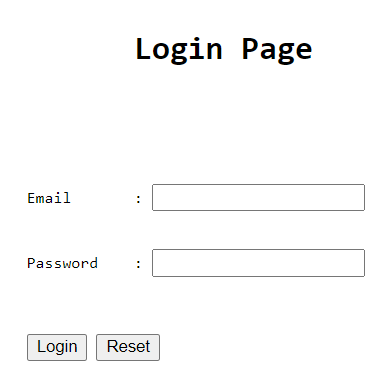 Login Page
Email :
Password :
Login Reset